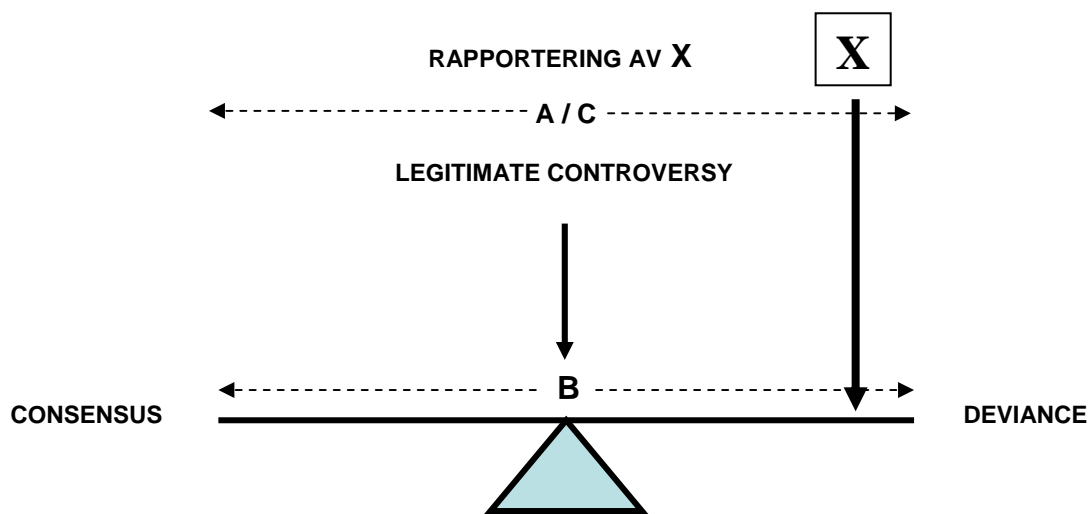 X
RAPPORTERING AV X
A / C
LEGITIMATE CONTROVERSY
B
CONSENSUS
DEVIANCE